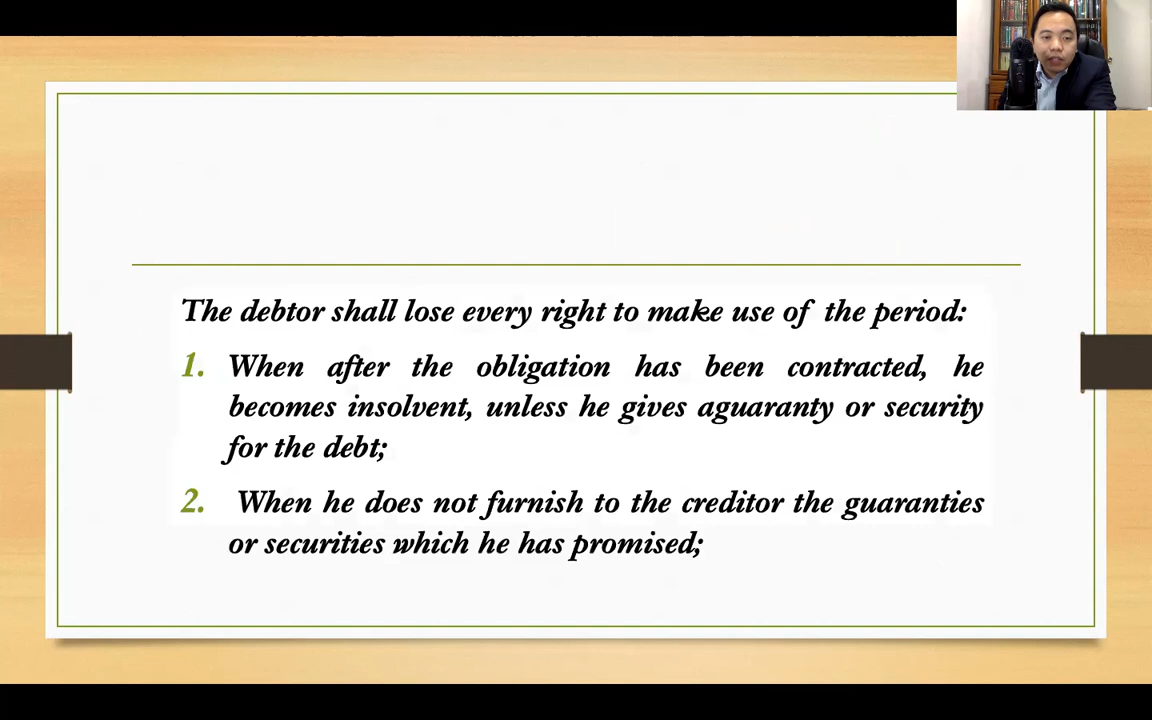 The debtor shall lose every right to make use of the period:
1. When after the obligation has been contracted, he
becomes insolvent, unless he gives aguaranty or security
for the debt;
2. When he does not furnish to the creditor the guaranties
or securities which he has promised;